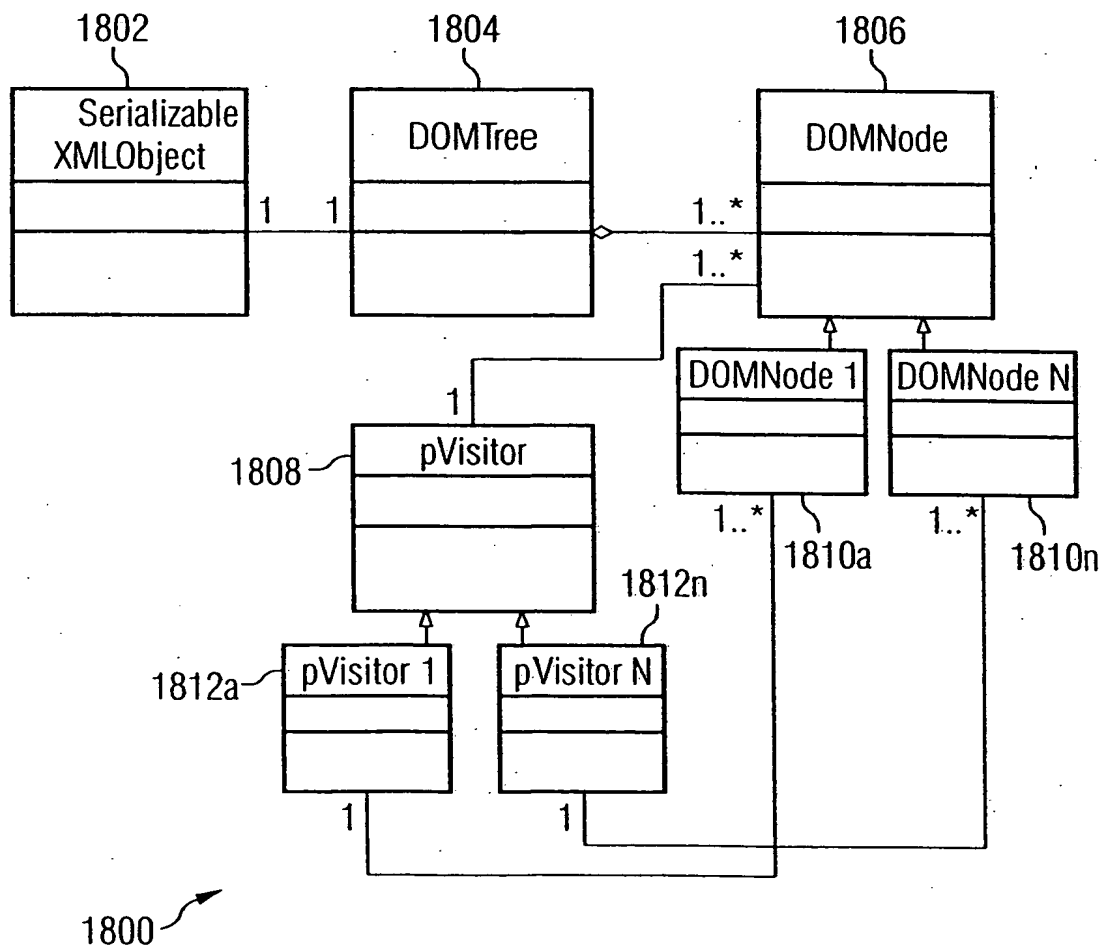 1802
1804
1806
Serializable
XMLObject
DOMTree
DOMNode
1
1
1..*
1..*
DOMNode 1
DOMNode N
1
pVisitor
1808
1..*
1..*
1810a
1810n
1812n
pVisitor 1
pVisitor N
1812a
1
1
1800